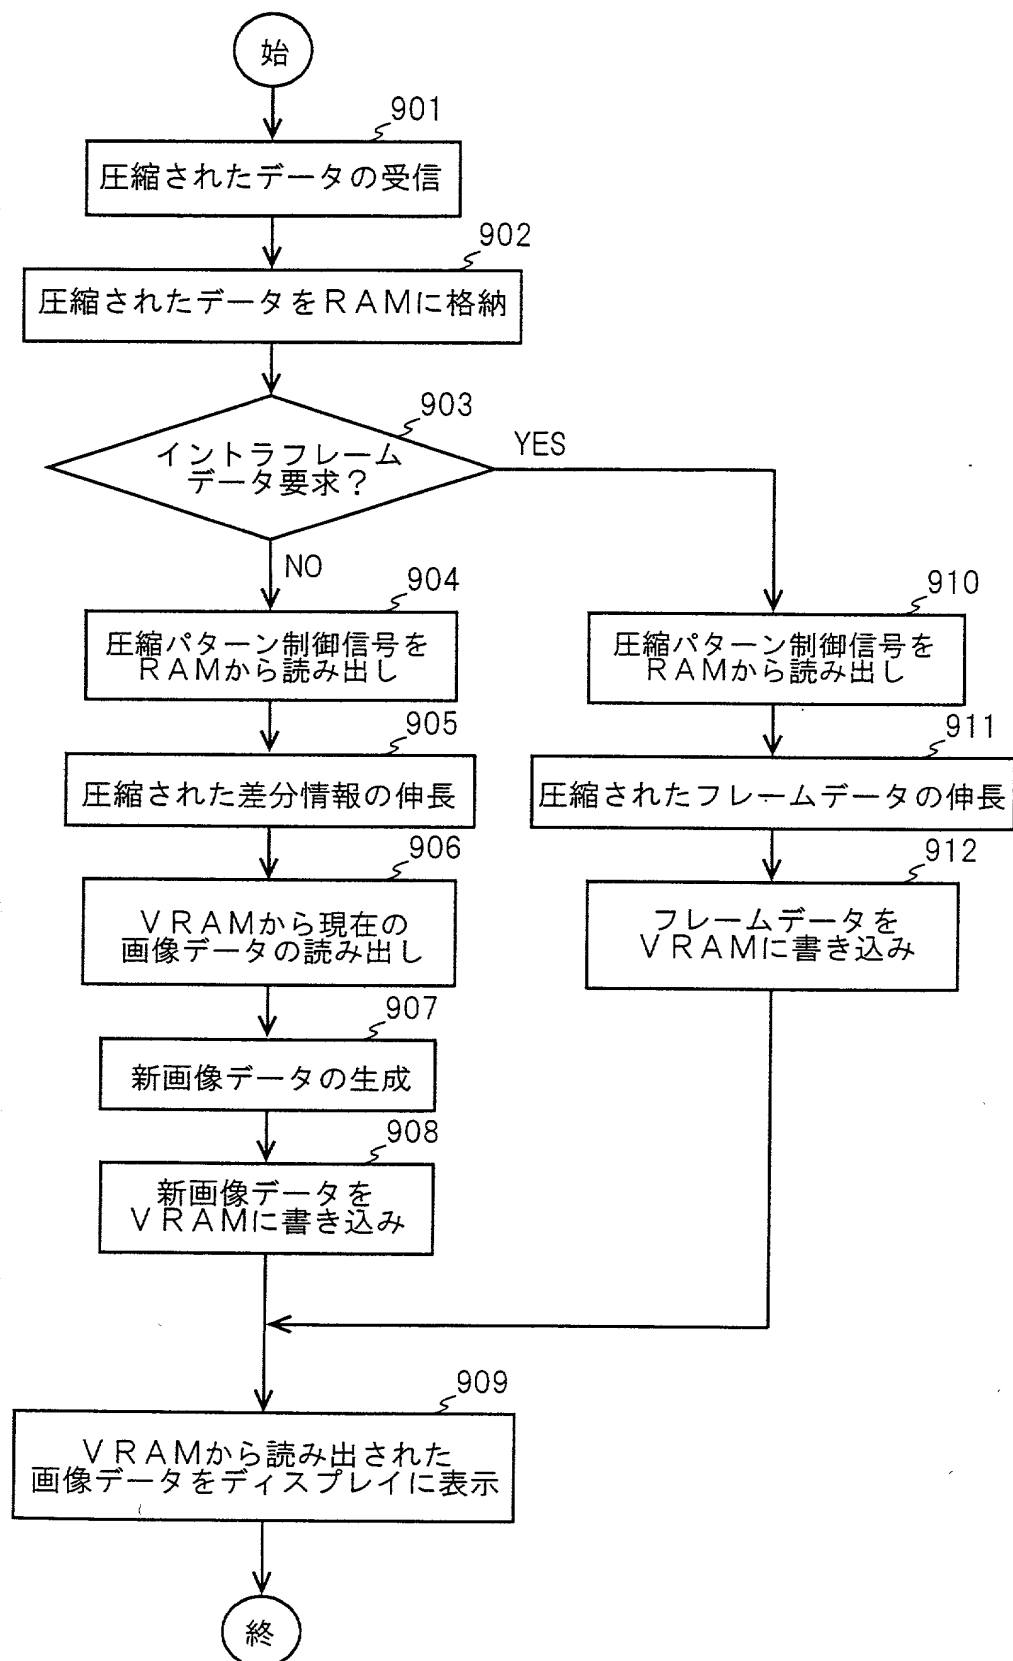 始
901
圧縮されたデータの受信
902
圧縮されたデータをRAMに格納
903
イントラフレーム
データ要求?
YES
NO
904
圧縮パターン制御信号を
RAMから読み出し
905
圧縮された差分情報の伸長
906
VRAMから現在の
画像データの読み出し
907
新画像データの生成
908
新画像データを
VRAMに書き込み
910
圧縮パターン制御信号を
RAMから読み出し
911
圧縮されたフレームデータの伸長
912
フレームデータを
VRAMに書き込み
909
VRAMから読み出された
画像データをディスプレイに表示
終